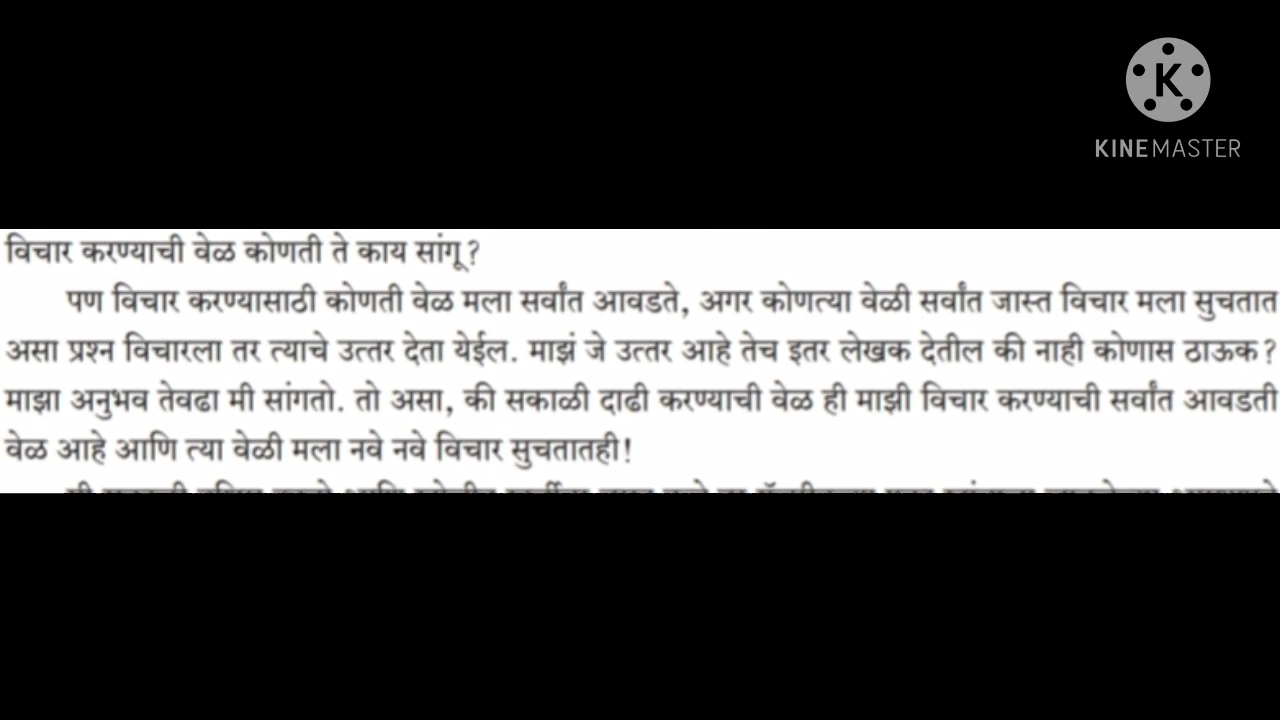 K
KINEMASTER
विचार करण्याची वेळ कोणती ते काय सांगू?
पण विचार करण्यासाठी कोणती वेळ मला सर्वांत आवडते, अगर कोणत्या वेळी सर्वांत जास्त विचार मला सुचतात
असा प्रश्न विचारला तर त्याचे उत्तर देता येईल. माझं जे उत्तर आहे तेच इतर लेखक देतील की नाही कोणास ठाऊक?
माझा अनुभव तेवढा मी सांगतो. तो असा, की सकाळी दाढी करण्याची वेळ ही माझी विचार करण्याची सर्वांत आवडती
वेळ आहे आणि त्या वेळी मला नवे नवे विचार सुचतातही!